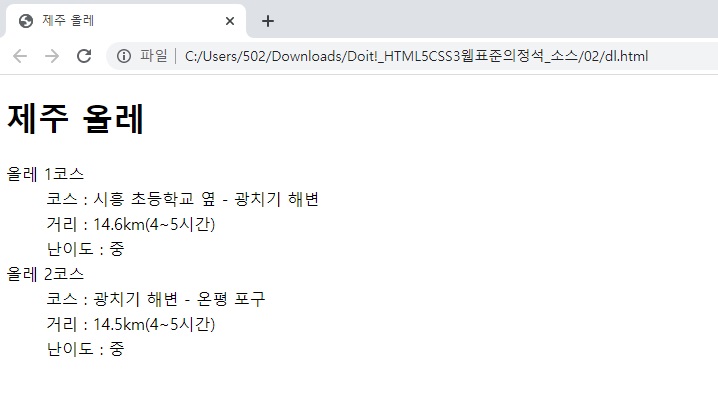 제주 올레
파일 C:/Users/502/Downloads/Doit!_HTML5CSS3웹표준의정석_소스/02/dl.html
제주 올레
올레 1코스
코스 : 시흥 초등학교 옆 - 광치기 해변
거리 : 14.6km(4~5시간)
난이도 : 중
올레 2코스
코스 : 광치기 해변 - 온평 포구
거리 : 14.5km(4~5시간)
난이도 : 중